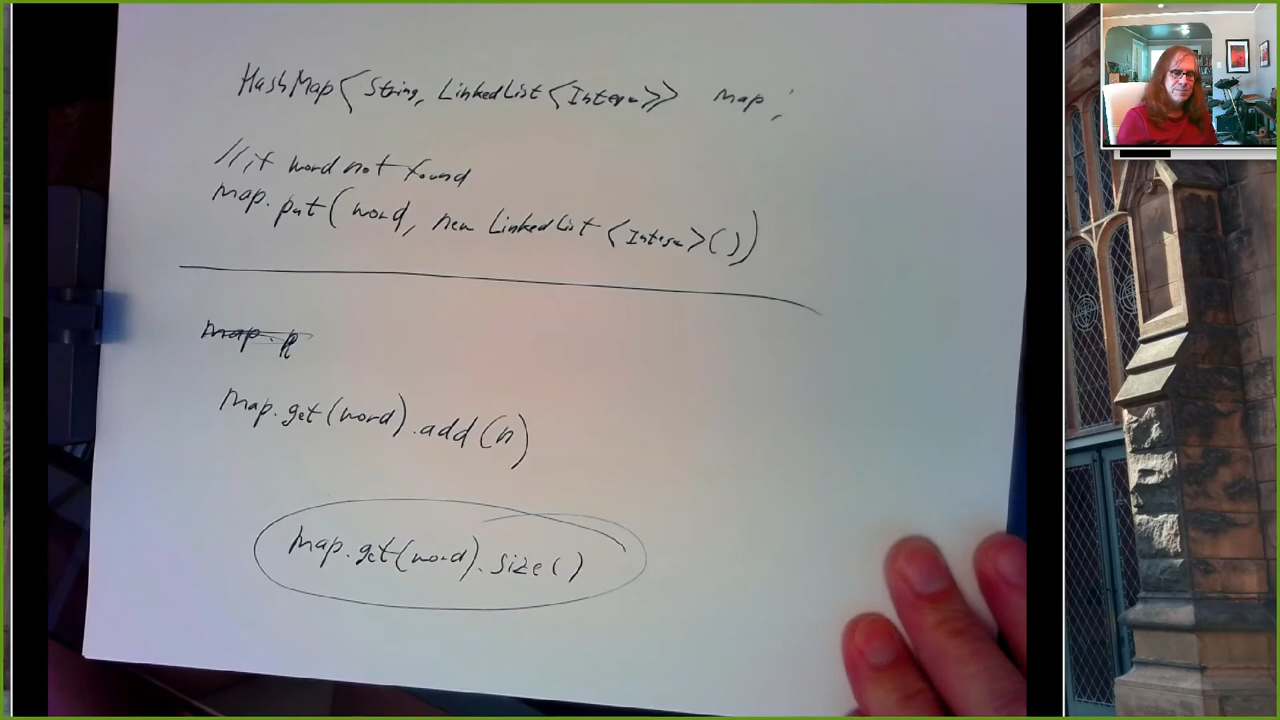 HashMap<String, LinkedList<Integer>> map;
//if word not found
map.put(word, new LinkedList<Integer>())
map.p
map.get(word).add(n)
map.get(word).size()